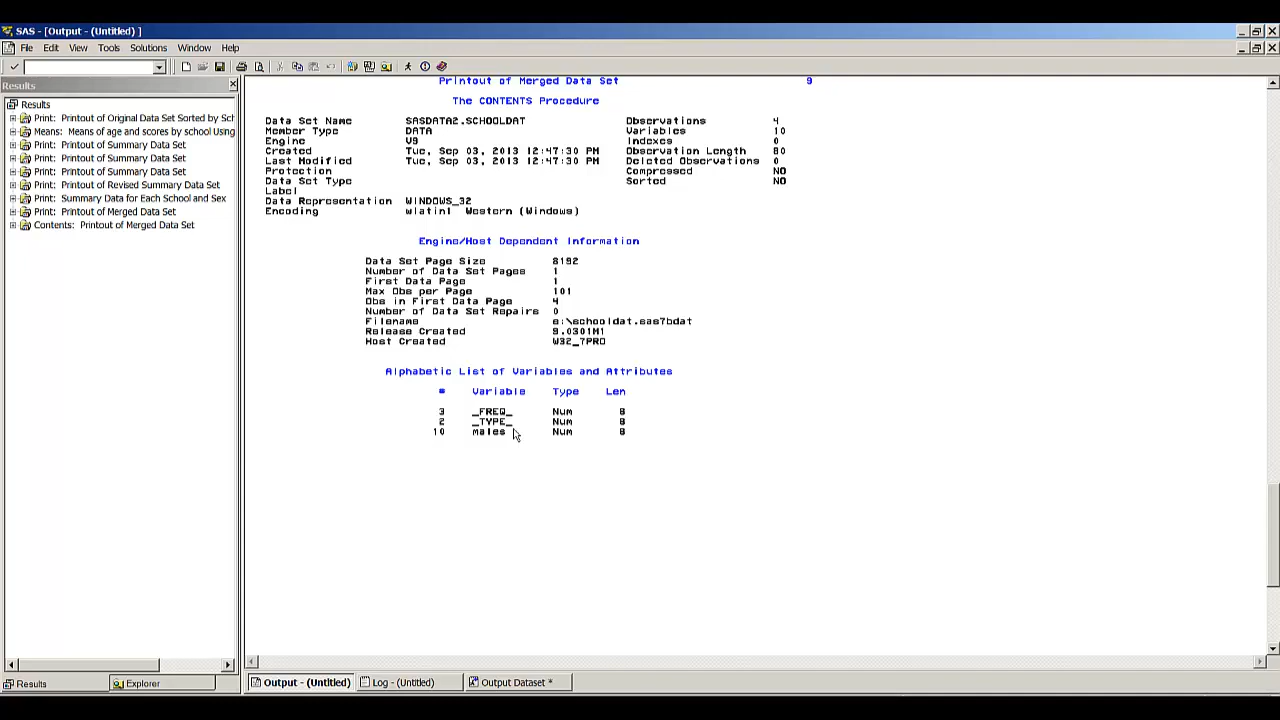 SAS - [Output - (Untitled) ]
File Edit View Tools Solutions Window Help
Results
Results
Print: Printout of Original Data Set Sorted by Sch
Means: Means of age and scores by school Using
Print: Printout of Summary Data Set
Print: Printout of Summary Data Set
Print: Printout of Summary Data Set
Print: Printout of Revised Summary Data Set
Print: Summary Data for Each School and Sex
Print: Printout of Merged Data Set
Contents: Printout of Merged Data Set
Printout of Merged Data Set 9
The CONTENTS Procedure
Data Set Name SASDATA2.SCHOOLDAT Observations 4
Member Type DATA Variables 10
Engine V9 Indexes 0
Created Tue, Sep 03, 2013 12:47:30 PM Observation Length 80
Last Modified Tue, Sep 03, 2013 12:47:30 PM Deleted Observations 0
Protection Compressed NO
Data Set Type Sorted NO
Label
Data Representation WINDOWS_32
Encoding wlatin1 Western (Windows)
Engine/Host Dependent Information
Data Set Page Size 8192
Number of Data Set Pages 1
First Data Page 1
Max Obs per Page 101
Obs in First Data Page 4
Number of Data Set Repairs 0
Filename e:\schooldat.sas7bdat
Release Created 9.0301M1
Host Created W32_7PRO
Alphabetic List of Variables and Attributes
# Variable Type Len
3 _FREQ_ Num 8
2 _TYPE_ Num 8
10 males Num 8
Results Explorer
Output - (Untitled) Log - (Untitled) Output Dataset *